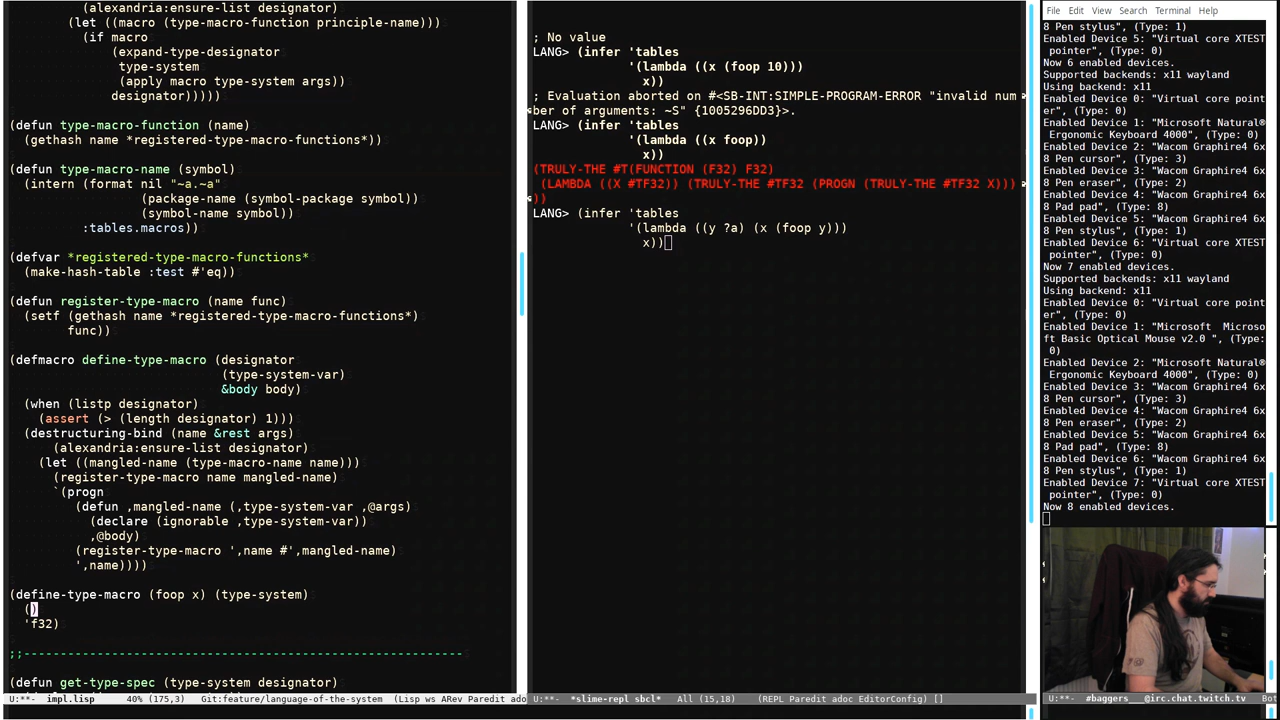 (alexandria:ensure-list designator)
(let ((macro (type-macro-function principle-name)))
(if macro
(expand-type-designator
type-system
(apply macro type-system args))
designator)))))
(defun type-macro-function (name)
(gethash name *registered-type-macro-functions*))
(defun type-macro-name (symbol)
(intern (format nil "~a.~a"
(package-name (symbol-package symbol))
(symbol-name symbol))
:tables.macros))
(defvar *registered-type-macro-functions*
(make-hash-table :test #'eq))
(defun register-type-macro (name func)
(setf (gethash name *registered-type-macro-functions*)
func))
(defmacro define-type-macro (designator
(type-system-var)
&body body)
(when (listp designator)
(assert (> (length designator) 1)))
(destructuring-bind (name &rest args)
(alexandria:ensure-list designator)
(let ((mangled-name (type-macro-name name)))
(register-type-macro name mangled-name)
`(progn
(defun ,mangled-name (,type-system-var ,@args)
(declare (ignorable ,type-system-var))
,@body)
(register-type-macro ',name #',mangled-name)
',name))))
(define-type-macro (foop x) (type-system)
()
'f32)
;;------------------------------------------------------------
(defun get-type-spec (type-system designator)
U:**-  impl.lisp      40% (175,3)    Git:feature/language-of-the-system  (Lisp ws ARev Paredit ado
; No value
LANG> (infer 'tables
'(lambda ((x (foop 10)))
x))
; Evaluation aborted on #<SB-INT:SIMPLE-PROGRAM-ERROR "invalid num
ber of arguments: ~S" {1005296DD3}>.
LANG> (infer 'tables
'(lambda ((x foop))
x))
(TRULY-THE #T(FUNCTION (F32) F32)
(LAMBDA ((X #TF32)) (TRULY-THE #TF32 (PROGN (TRULY-THE #TF32 X)))
))
LANG> (infer 'tables
'(lambda ((y ?a) (x (foop y)))
x))
U:**-  *slime-repl sbcl*   All (15,18)    (REPL Paredit adoc EditorConfig) []
File Edit View Search Terminal Help
8 Pen stylus", (Type: 1)
Enabled Device 5: "Virtual core XTEST
pointer", (Type: 0)
Now 6 enabled devices.
Supported backends: x11 wayland
Using backend: x11
Enabled Device 0: "Virtual core point
er", (Type: 0)
Enabled Device 1: "Microsoft Natural®
Ergonomic Keyboard 4000", (Type: 0)
Enabled Device 2: "Wacom Graphire4 6x
8 Pen cursor", (Type: 3)
Enabled Device 3: "Wacom Graphire4 6x
8 Pen eraser", (Type: 2)
Enabled Device 4: "Wacom Graphire4 6x
8 Pad pad", (Type: 8)
Enabled Device 5: "Wacom Graphire4 6x
8 Pen stylus", (Type: 1)
Enabled Device 6: "Virtual core XTEST
pointer", (Type: 0)
Now 7 enabled devices.
Supported backends: x11 wayland
Using backend: x11
Enabled Device 0: "Virtual core point
er", (Type: 0)
Enabled Device 1: "Microsoft  Microso
ft Basic Optical Mouse v2.0 ", (Type:
0)
Enabled Device 2: "Microsoft Natural®
Ergonomic Keyboard 4000", (Type: 0)
Enabled Device 3: "Wacom Graphire4 6x
8 Pen cursor", (Type: 3)
Enabled Device 4: "Wacom Graphire4 6x
8 Pen eraser", (Type: 2)
Enabled Device 5: "Wacom Graphire4 6x
8 Pad pad", (Type: 8)
Enabled Device 6: "Wacom Graphire4 6x
8 Pen stylus", (Type: 1)
Enabled Device 7: "Virtual core XTEST
pointer", (Type: 0)
Now 8 enabled devices.
U:**-  #baggers__@irc.chat.twitch.tv   Bot